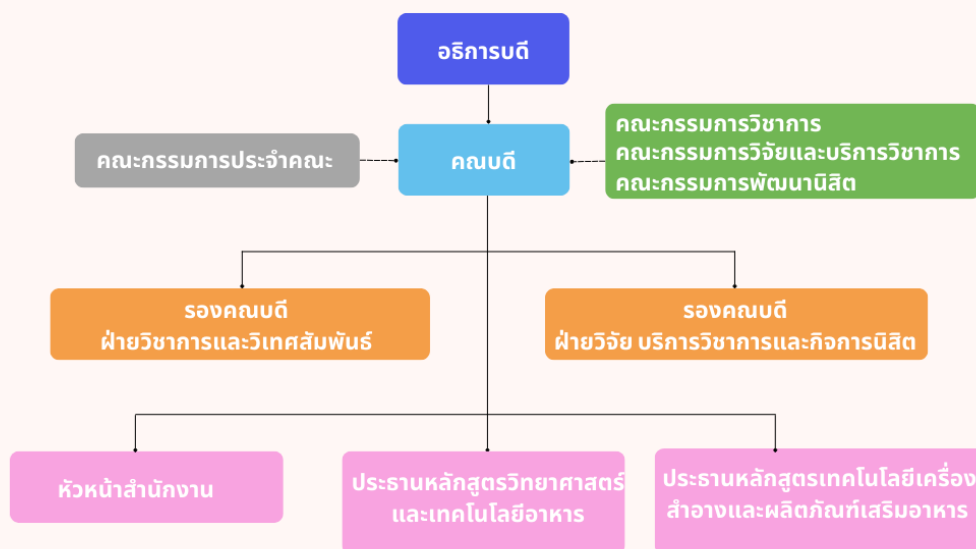 อธิการบดี
คณะกรรมการประจำคณะ
คณบดี
คณะกรรมการวิชาการ
คณะกรรมการวิจัยและบริการวิชาการ
คณะกรรมการพัฒนานิสิต
รองคณบดี
ฝ่ายวิชาการและวิเทศสัมพันธ์
รองคณบดี
ฝ่ายวิจัย บริการวิชาการและกิจการนิสิต
หัวหน้าสำนักงาน
ประธานหลักสูตรวิทยาศาสตร์
และเทคโนโลยีอาหาร
ประธานหลักสูตรเทคโนโลยีเครื่อง
สำอางและผลิตภัณฑ์เสริมอาหาร